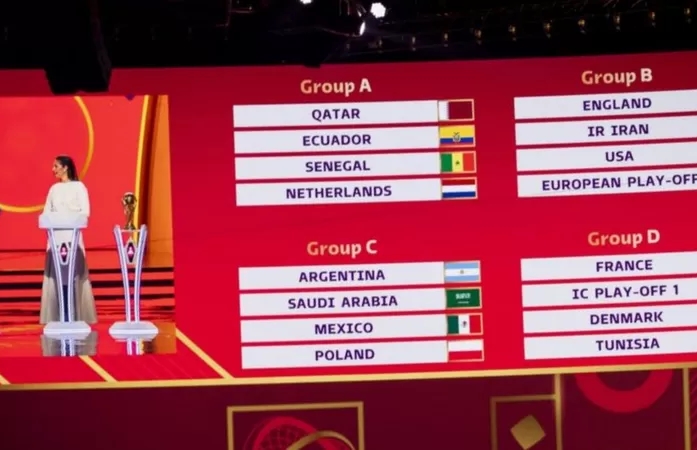 Group A
QATAR
ECUADOR
SENEGAL
NETHERLANDS
Group B
ENGLAND
IR IRAN
USA
EUROPEAN PLAY-OFF
Group C
ARGENTINA
SAUDI ARABIA
MEXICO
POLAND
Group D
FRANCE
IC PLAY-OFF 1
DENMARK
TUNISIA